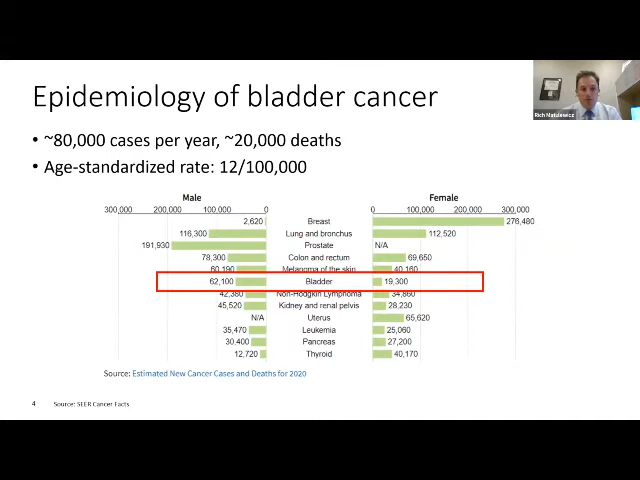 Epidemiology of bladder cancer
Rich Matulewicz
• ~80,000 cases per year, ~20,000 deaths
• Age-standardized rate: 12/100,000
Male Female
300,000 200,000 100,000 0 0 100,000 200,000 300,000
2,620 Breast 276,480
116,300 Lung and bronchus 112,520
191,930 Prostate N/A
78,300 Colon and rectum 69,650
60,190 Melanoma of the skin 40,160
62,100 Bladder 19,300
42,380 Non-Hodgkin Lymphoma 34,860
45,520 Kidney and renal pelvis 28,230
N/A Uterus 65,620
35,470 Leukemia 25,060
30,400 Pancreas 27,200
12,720 Thyroid 40,170
Source: Estimated New Cancer Cases and Deaths for 2020
4 Source: SEER Cancer Facts